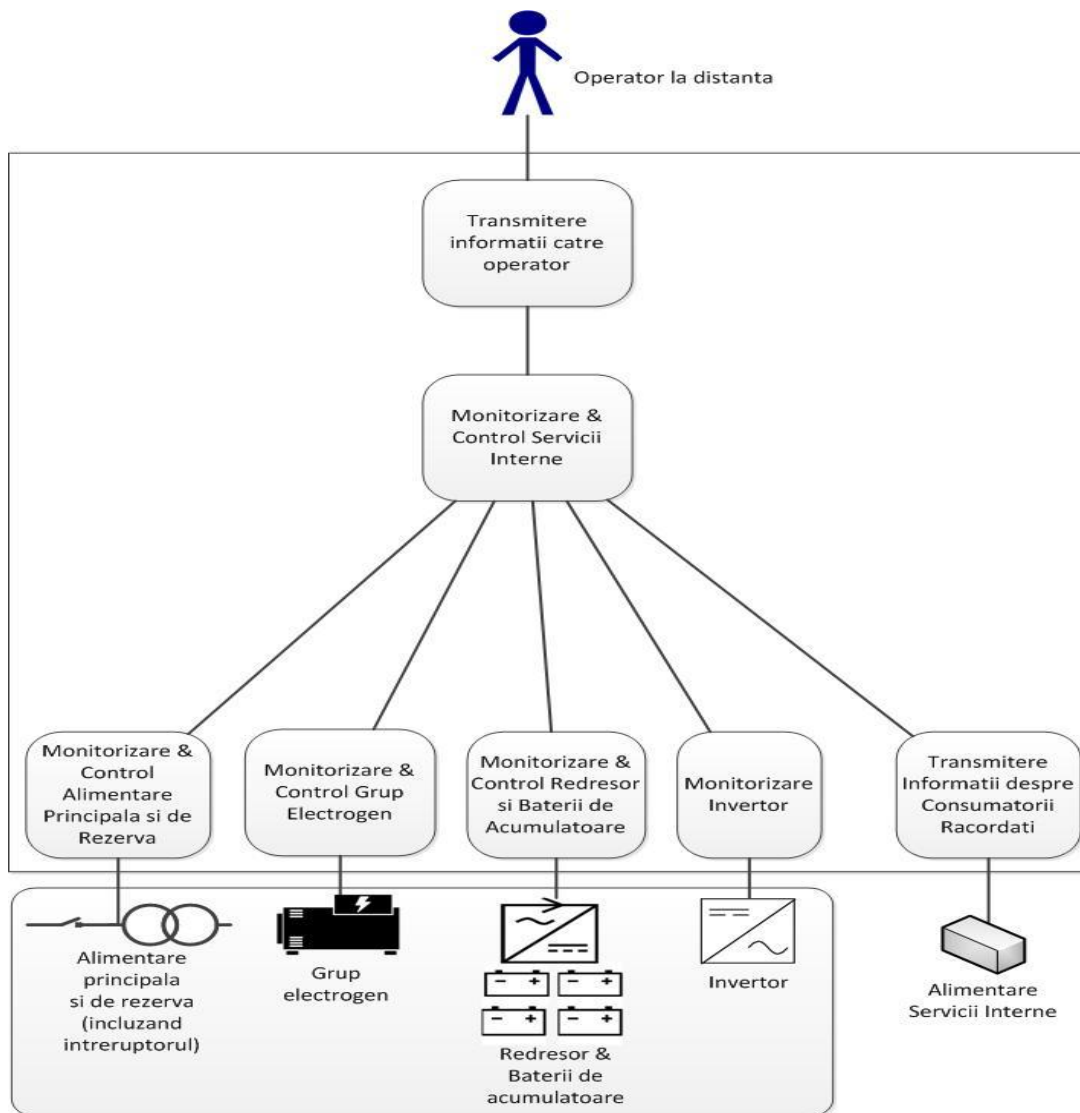 Operator la distanta
Transmitere
informatii catre
operator
Monitorizare &
Control Servicii
Interne
Monitorizare &
Control
Alimentare
Principala si de
Rezerva
Monitorizare &
Control Grup
Electrogen
Monitorizare &
Control Redresor
si Baterii de
Acumulatoare
Monitorizare
Invertor
Transmitere
Informatii despre
Consumatorii
Racordati
Alimentare
principala
si de rezerva
(incluzand
intreruptorul)
Grup
electrogen
Redresor &
Baterii de
acumulatoare
Invertor
Alimentare
Servicii Interne